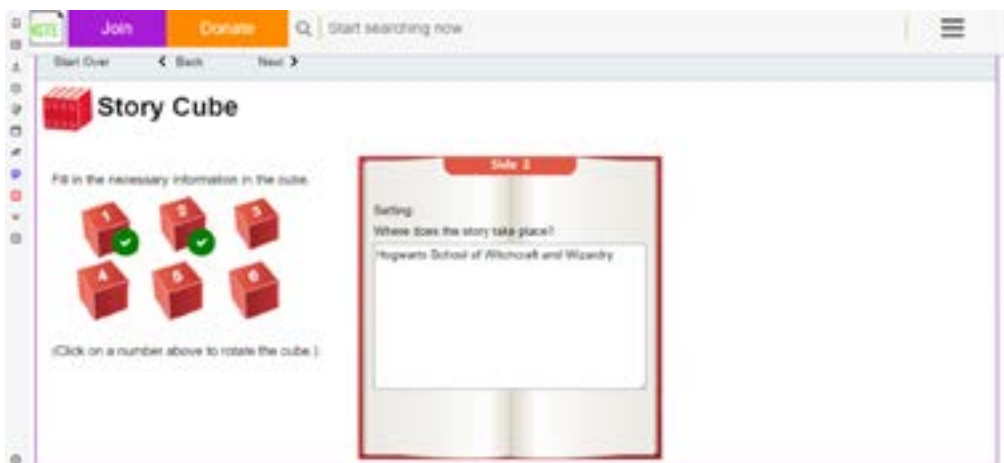 NCTE
Join
Donate
Start searching now
Start Over
Back
Next
Story Cube
Fill in the necessary information in the cube.
1
2
3
4
5
6
(Click on a number above to rotate the cube.)
Side 2
Setting:
Where does the story take place?
Hogwarts School of Witchcraft and Wizardry